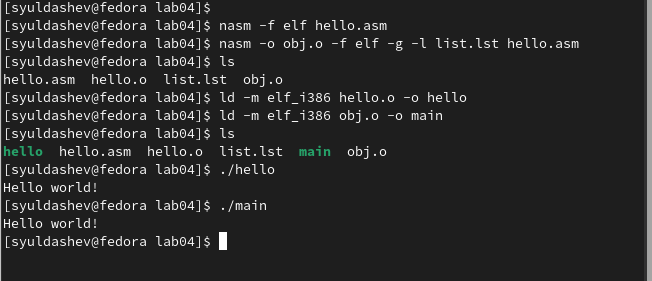 [syuldashev@fedora lab04]$
[syuldashev@fedora lab04]$ nasm -f elf hello.asm
[syuldashev@fedora lab04]$ nasm -o obj.o -f elf -g -l list.lst hello.asm
[syuldashev@fedora lab04]$ ls
hello.asm  hello.o  list.lst  obj.o
[syuldashev@fedora lab04]$ ld -m elf_i386 hello.o -o hello
[syuldashev@fedora lab04]$ ld -m elf_i386 obj.o -o main
[syuldashev@fedora lab04]$ ls
hello  hello.asm  hello.o  list.lst  main  obj.o
[syuldashev@fedora lab04]$ ./hello
Hello world!
[syuldashev@fedora lab04]$ ./main
Hello world!
[syuldashev@fedora lab04]$